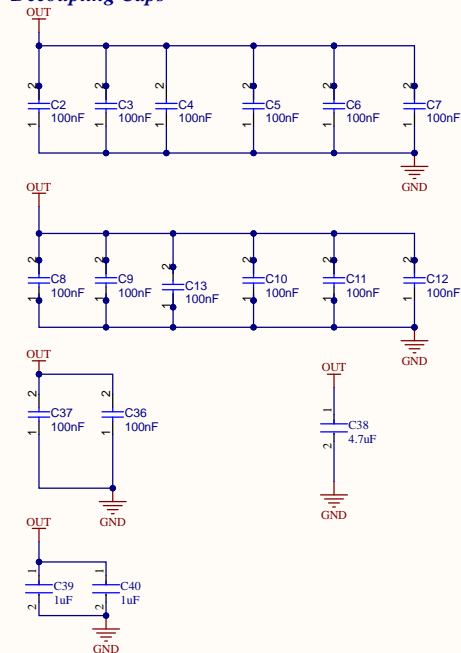 Decoupling Caps
OUT
2 2 2 2 2 2
C2 C3 C4 C5 C6 C7
100nF 100nF 100nF 100nF 100nF 100nF
1 1 1 1 1 1
GND
OUT
2 2 2 2 2 2
C8 C9 C13 C10 C11 C12
100nF 100nF 100nF 100nF 100nF 100nF
1 1 1 1 1 1
GND
OUT
2 2
C37 C36
100nF 100nF
1 1
GND
OUT
1
C38
4.7uF
2
GND
OUT
1 1
C39 C40
1uF 1uF
2 2
GND